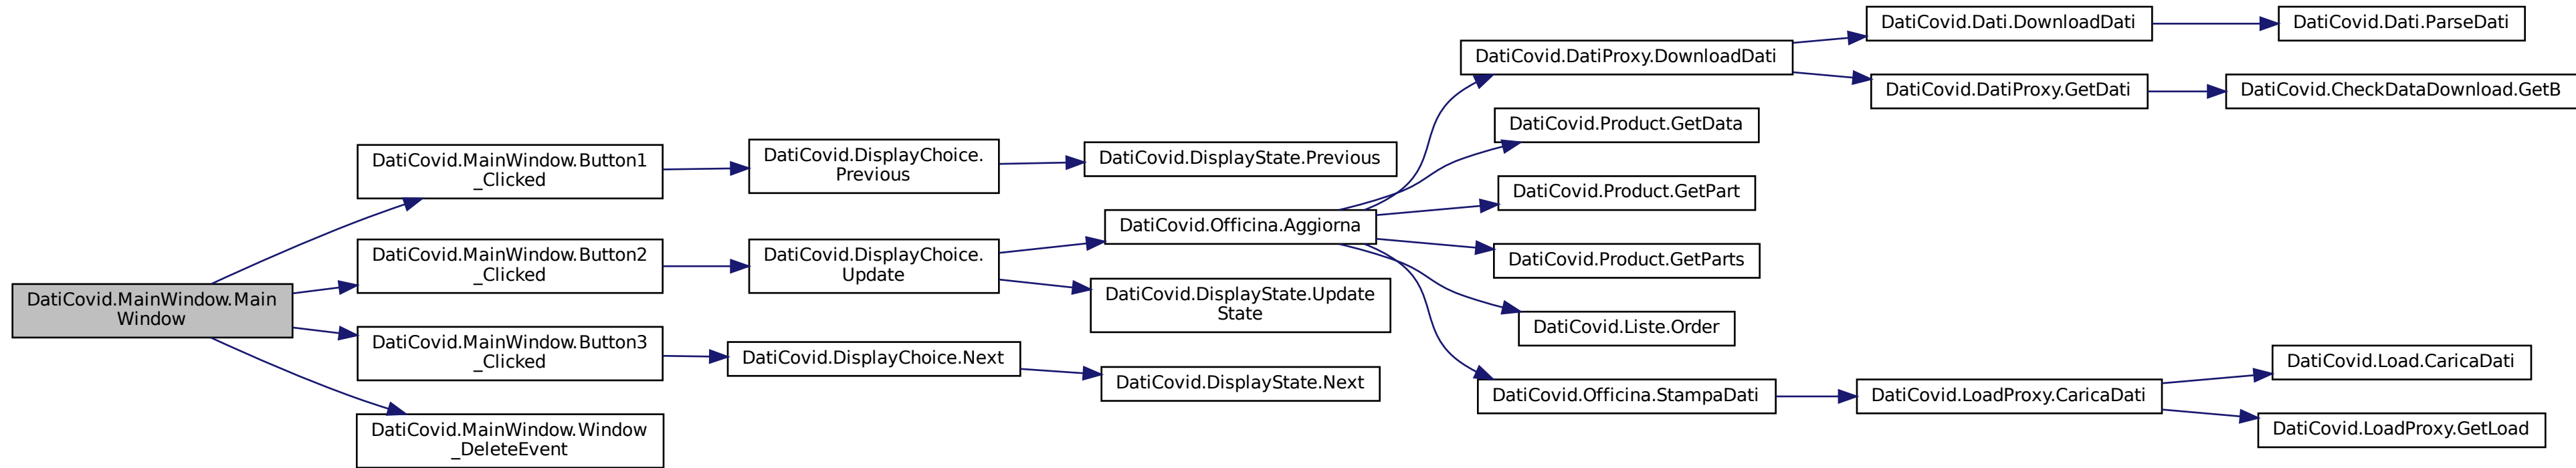 DatiCovid.MainWindow.Main
Window
DatiCovid.MainWindow.Button1
_Clicked
DatiCovid.MainWindow.Button2
_Clicked
DatiCovid.MainWindow.Button3
_Clicked
DatiCovid.MainWindow.Window
_DeleteEvent
DatiCovid.DisplayChoice.
Previous
DatiCovid.DisplayChoice.
Update
DatiCovid.DisplayChoice.Next
DatiCovid.DisplayState.Previous
DatiCovid.Officina.Aggiorna
DatiCovid.DisplayState.Update
State
DatiCovid.DisplayState.Next
DatiCovid.DatiProxy.DownloadDati
DatiCovid.Product.GetData
DatiCovid.Product.GetPart
DatiCovid.Product.GetParts
DatiCovid.Liste.Order
DatiCovid.Officina.StampaDati
DatiCovid.Dati.DownloadDati
DatiCovid.DatiProxy.GetDati
DatiCovid.LoadProxy.CaricaDati
DatiCovid.Dati.ParseDati
DatiCovid.CheckDataDownload.GetB
DatiCovid.Load.CaricaDati
DatiCovid.LoadProxy.GetLoad